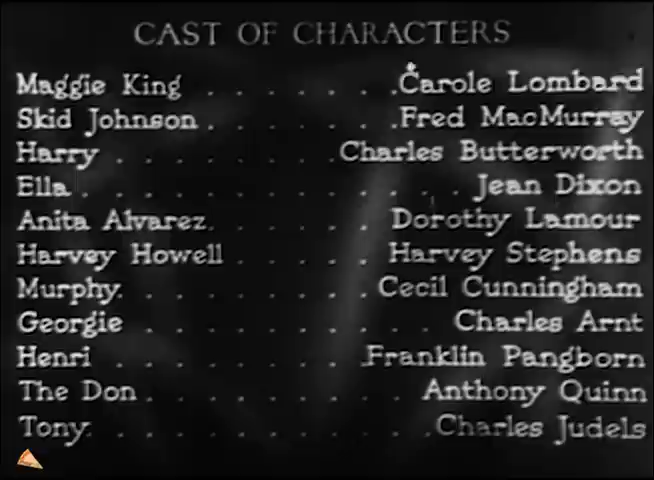 CAST OF CHARACTERS
Maggie King . . . . . . . Carole Lombard
Skid Johnson . . . . . . . Fred MacMurray
Harry . . . . . . . . Charles Butterworth
Ella . . . . . . . . . . . . . Jean Dixon
Anita Alvarez . . . . . . Dorothy Lamour
Harvey Howell . . . . . Harvey Stephens
Murphy . . . . . . . . . Cecil Cunningham
Georgie . . . . . . . . . . Charles Arnt
Henri . . . . . . . . . Franklin Pangborn
The Don . . . . . . . . . Anthony Quinn
Tony . . . . . . . . . . . Charles Judels